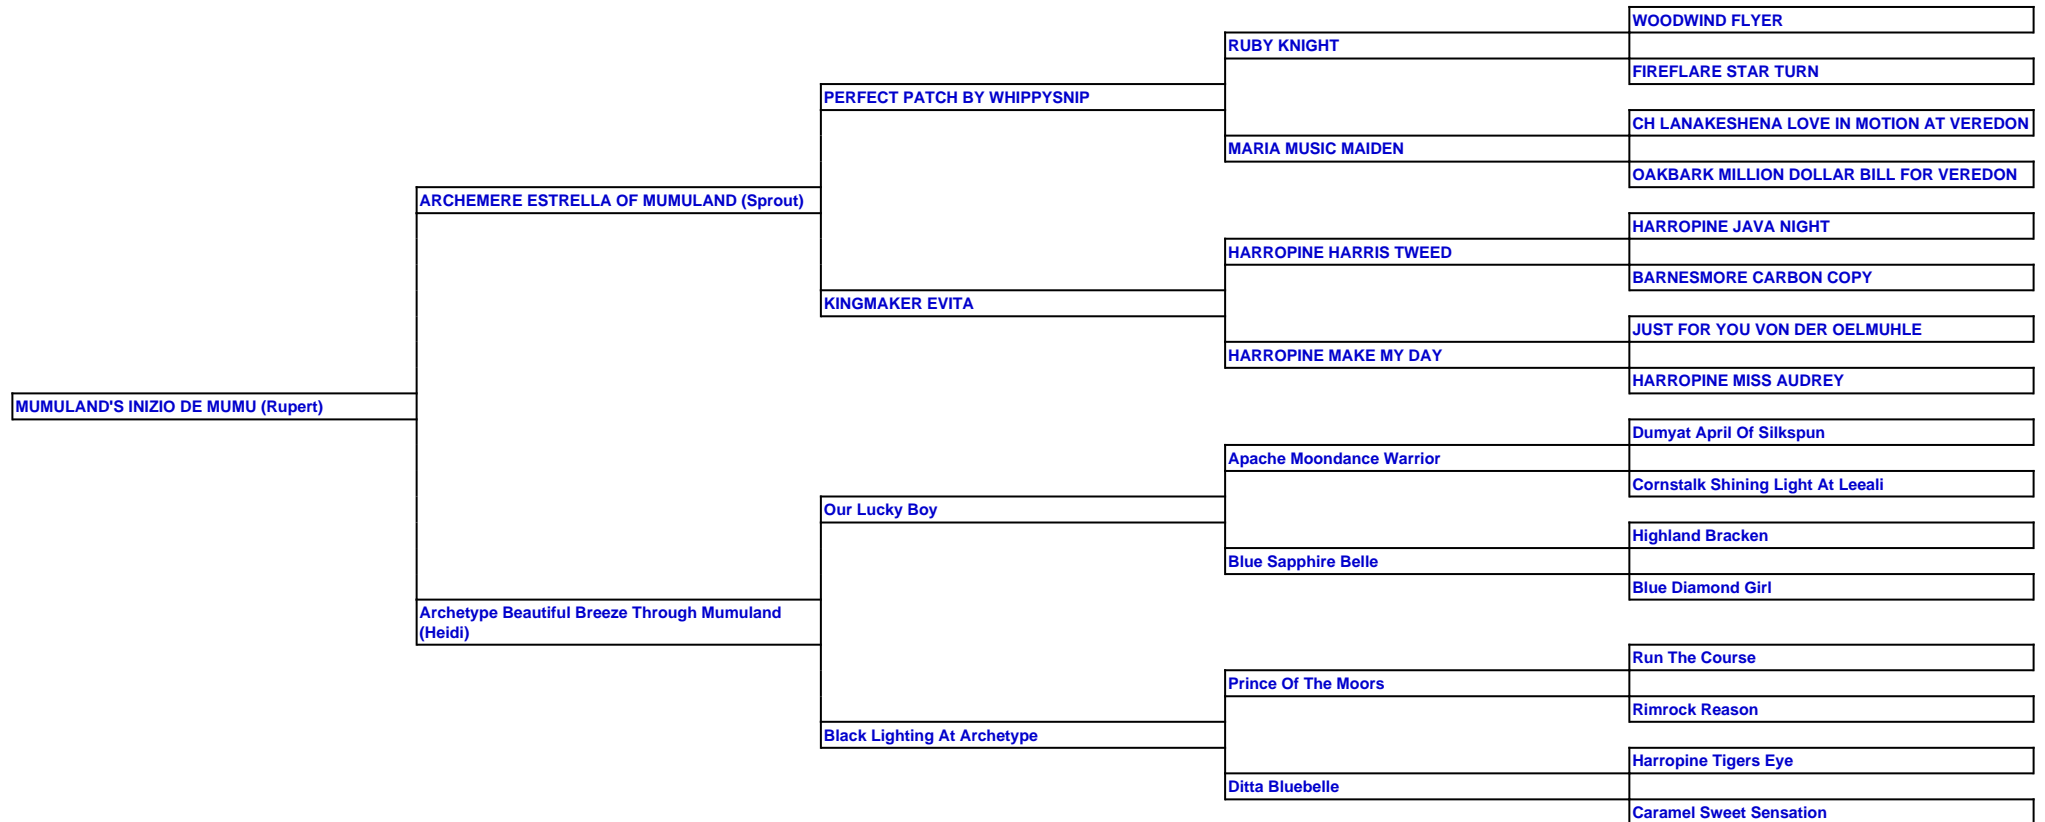 WOODWIND FLYER
RUBY KNIGHT
FIREFLARE STAR TURN
PERFECT PATCH BY WHIPPYSNIP
CH LANAKESHENA LOVE IN MOTION AT VEREDON
MARIA MUSIC MAIDEN
OAKBARK MILLION DOLLAR BILL FOR VEREDON
ARCHEMERE ESTRELLA OF MUMULAND (Sprout)
HARROPINE JAVA NIGHT
HARROPINE HARRIS TWEED
BARNESMORE CARBON COPY
KINGMAKER EVITA
JUST FOR YOU VON DER OELMUHLE
HARROPINE MAKE MY DAY
HARROPINE MISS AUDREY
MUMULAND'S INIZIO DE MUMU (Rupert)
Dumyat April Of Silkspun
Apache Moondance Warrior
Cornstalk Shining Light At Leeali
Our Lucky Boy
Highland Bracken
Blue Sapphire Belle
Blue Diamond Girl
Archetype Beautiful Breeze Through Mumuland
(Heidi)
Run The Course
Prince Of The Moors
Rimrock Reason
Black Lighting At Archetype
Harropine Tigers Eye
Ditta Bluebelle
Caramel Sweet Sensation